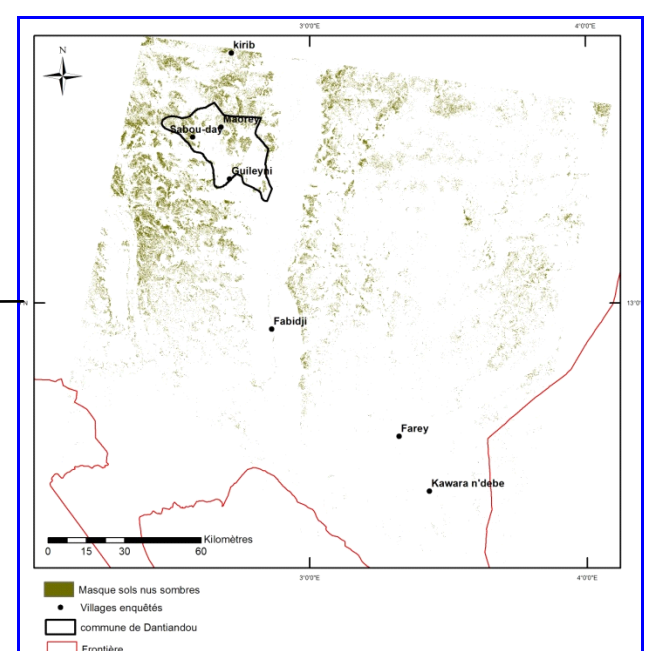 3°0'0"E 4°0'0"E
N
kirib
Maorey
Sabou-day
Guileyni
N 13°0
Fabidji
Farey
Kawara n'debe
Kilomètres
0 15 30 60
3°0'0"E 4°0'0"E
Masque sols nus sombres
Villages enquêtés
commune de Dantiandou
Frontière